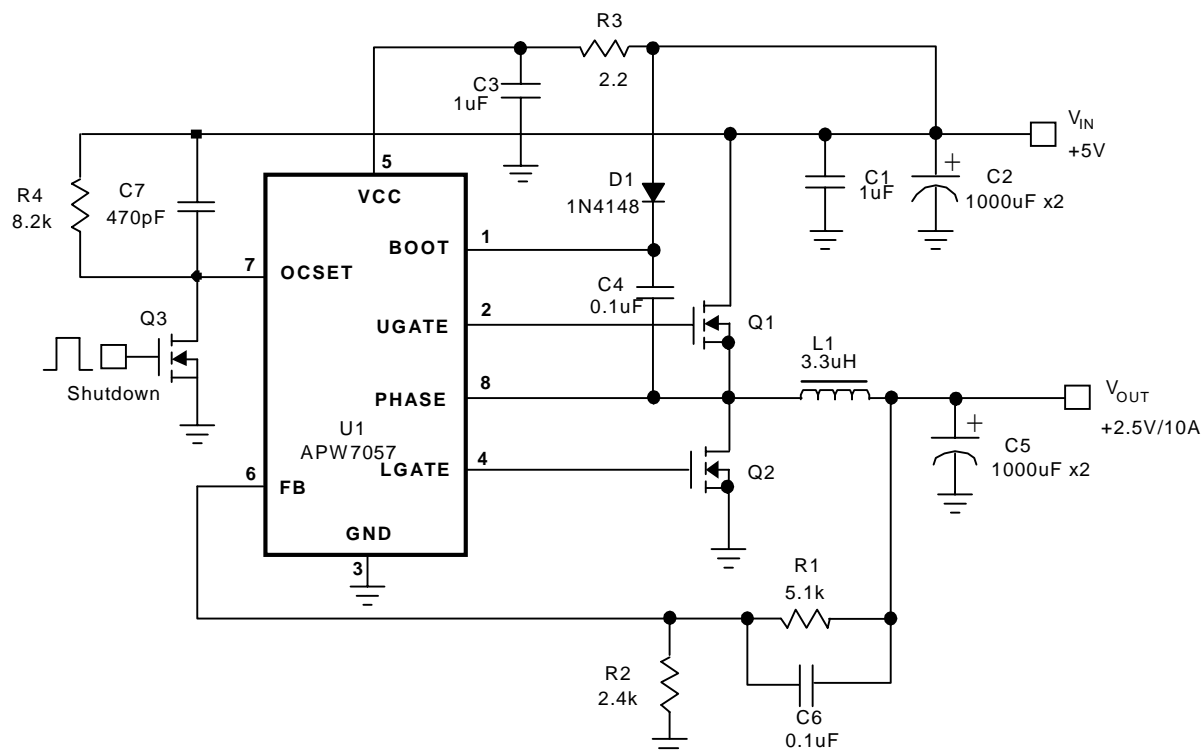 R3
2.2
C3
1uF
V_IN
+5V
5
VCC
R4
8.2k
C7
470pF
D1
1N4148
C1
1uF
+
C2
1000uF x2
1
BOOT
7
OCSET
C4
0.1uF
2
UGATE
Q1
Q3
Shutdown
L1
3.3uH
8
PHASE
V_OUT
+2.5V/10A
U1
APW7057
+
C5
1000uF x2
4
LGATE
Q2
6
FB
GND
3
R1
5.1k
R2
2.4k
C6
0.1uF